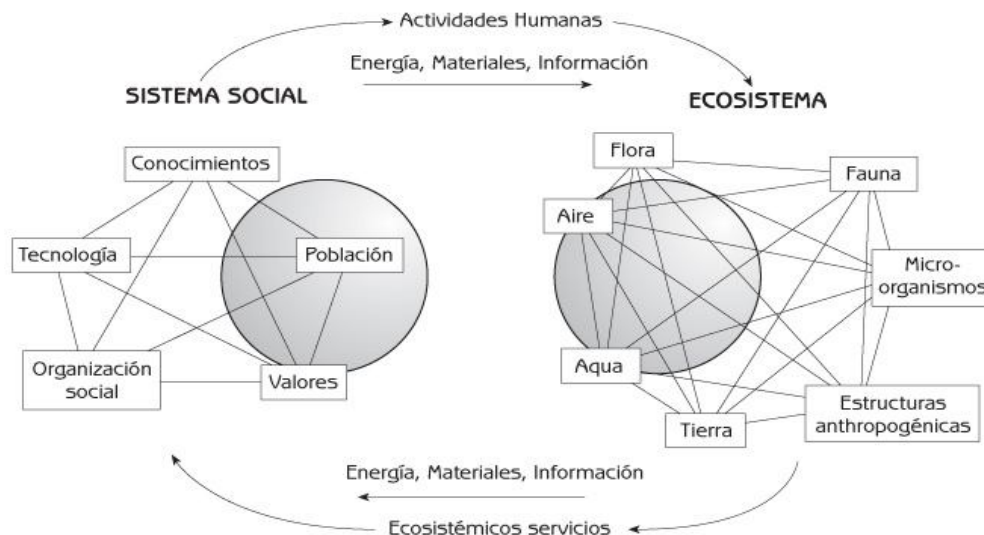 Actividades Humanas
Energía, Materiales, Información
SISTEMA SOCIAL
ECOSISTEMA
Conocimientos
Tecnología
Población
Organización
social
Valores
Flora
Fauna
Aire
Micro-
organismos
Aqua
Estructuras
anthropogénicas
Tierra
Energía, Materiales, Información
Ecosistémicos servicios